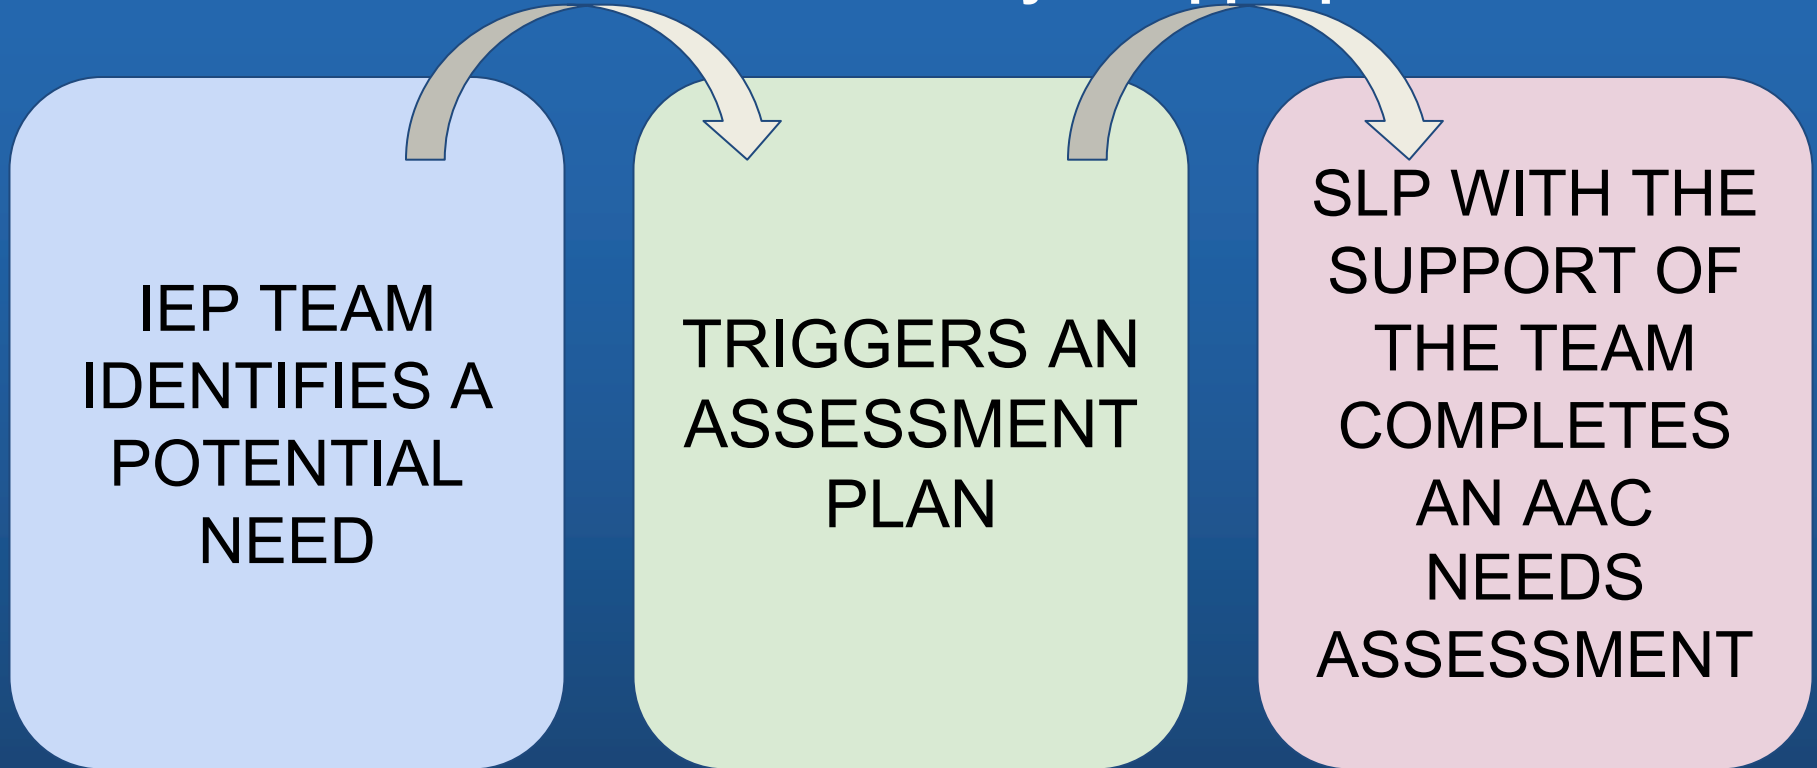 IEP TEAM
IDENTIFIES A
POTENTIAL
NEED
TRIGGERS AN
ASSESSMENT
PLAN
SLP WITH THE
SUPPORT OF
THE TEAM
COMPLETES
AN AAC
NEEDS
ASSESSMENT